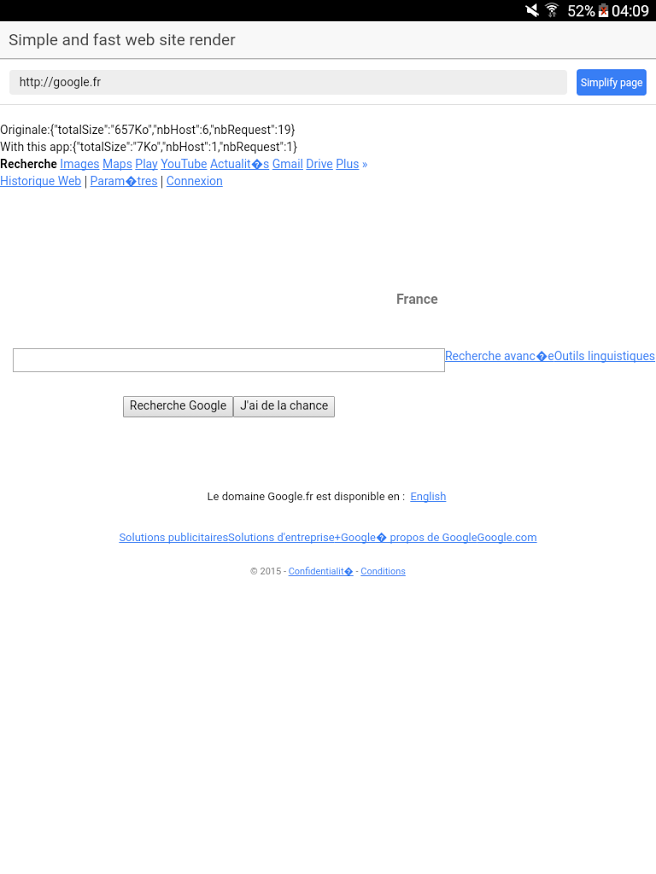 52% 04:09
Simple and fast web site render
http://google.fr Simplify page
Originale:{"totalSize":"657Ko","nbHost":6,"nbRequest":19}
With this app:{"totalSize":"7Ko","nbHost":1,"nbRequest":1}
Recherche Images Maps Play YouTube Actualit�s Gmail Drive Plus »
Historique Web | Param�tres | Connexion
France
Recherche avanc�eOutils linguistiques
Recherche Google J'ai de la chance
Le domaine Google.fr est disponible en : English
Solutions publicitairesSolutions d'entreprise+Google� propos de GoogleGoogle.com
© 2015 - Confidentialit� - Conditions